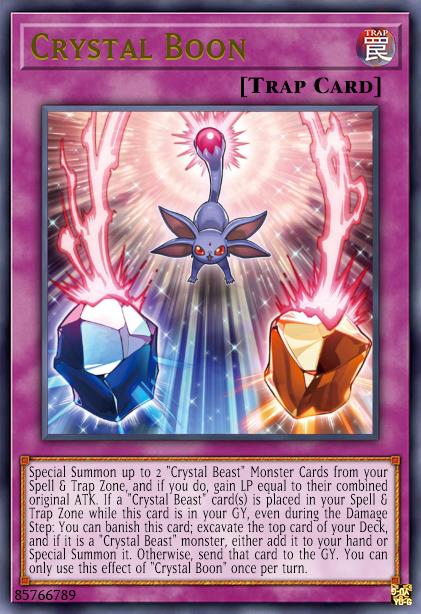 Crystal Boon
TRAP
罠
[Trap Card]
Special Summon up to 2 "Crystal Beast" Monster Cards from your
Spell & Trap Zone, and if you do, gain LP equal to their combined
original ATK. If a "Crystal Beast" card(s) is placed in your Spell &
Trap Zone while this card is in your GY, even during the Damage
Step: You can banish this card; excavate the top card of your Deck,
and if it is a "Crystal Beast" monster, either add it to your hand or
Special Summon it. Otherwise, send that card to the GY. You can
only use this effect of "Crystal Boon" once per turn.
85766789